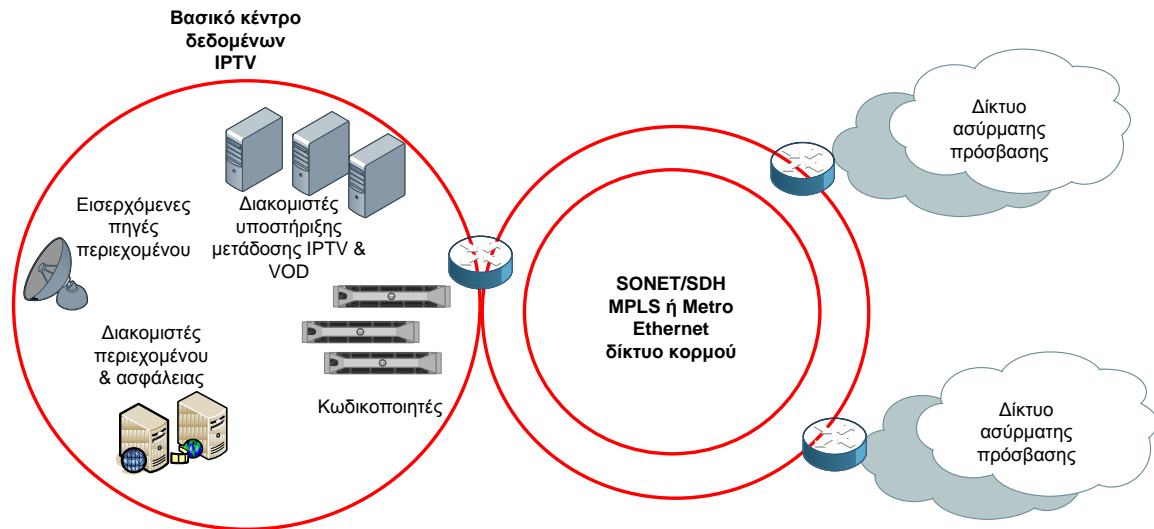 Βασικό κέντρο
δεδομένων
IPTV
Εισερχόμενες
πηγές
περιεχομένου
Διακομιστές
υποστήριξης
μετάδοσης IPTV &
VOD
Διακομιστές
περιεχομένου
& ασφάλειας
Κωδικοποιητές
SONET/SDH
MPLS ή Metro
Ethernet
δίκτυο κορμού
Δίκτυο
ασύρματης
πρόσβασης
Δίκτυο
ασύρματης
πρόσβασης